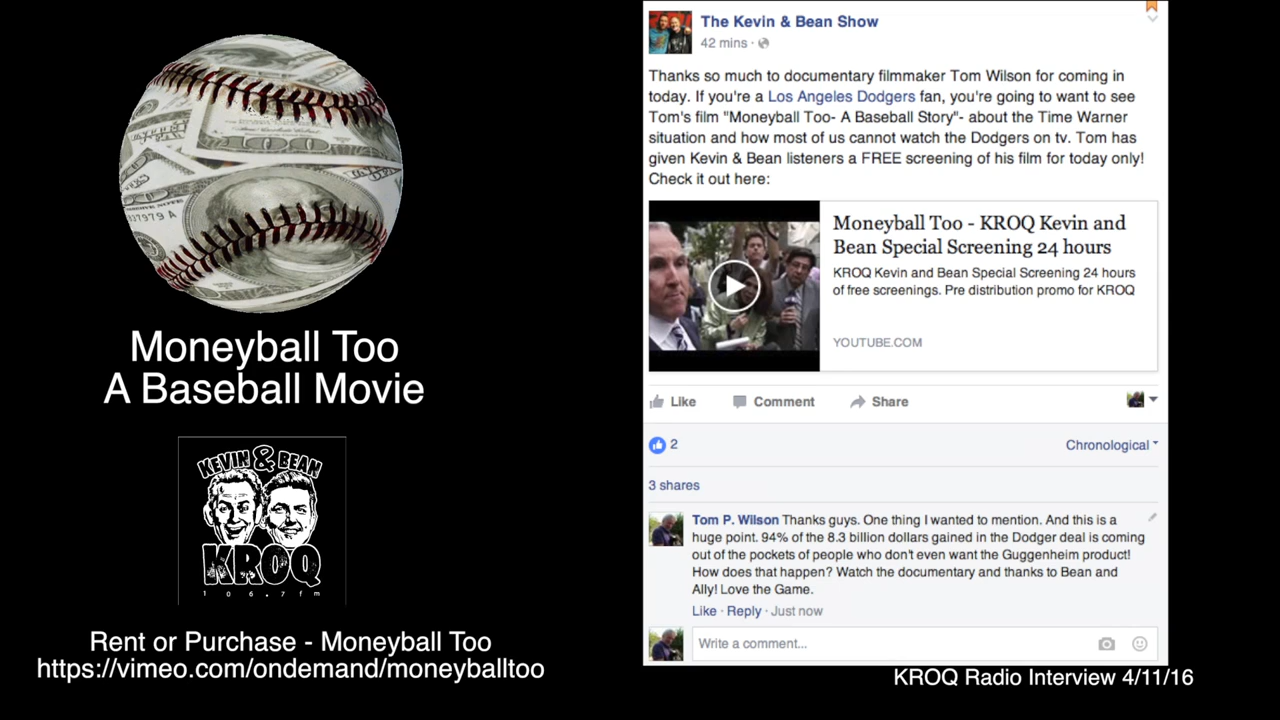 Moneyball Too
A Baseball Movie
KEVIN & BEAN
KROQ
106.7fm
Rent or Purchase - Moneyball Too
https://vimeo.com/ondemand/moneyballtoo
The Kevin & Bean Show
42 mins ·
Thanks so much to documentary filmmaker Tom Wilson for coming in
today. If you're a Los Angeles Dodgers fan, you're going to want to see
Tom's film "Moneyball Too- A Baseball Story"- about the Time Warner
situation and how most of us cannot watch the Dodgers on tv. Tom has
given Kevin & Bean listeners a FREE screening of his film for today only!
Check it out here:
Moneyball Too - KROQ Kevin and
Bean Special Screening 24 hours
KROQ Kevin and Bean Special Screening 24 hours
of free screenings. Pre distribution promo for KROQ
YOUTUBE.COM
Like Comment Share
2 Chronological
3 shares
Tom P. Wilson Thanks guys. One thing I wanted to mention. And this is a
huge point. 94% of the 8.3 billion dollars gained in the Dodger deal is coming
out of the pockets of people who don't even want the Guggenheim product!
How does that happen? Watch the documentary and thanks to Bean and
Ally! Love the Game.
Like · Reply · Just now
Write a comment...
KROQ Radio Interview 4/11/16